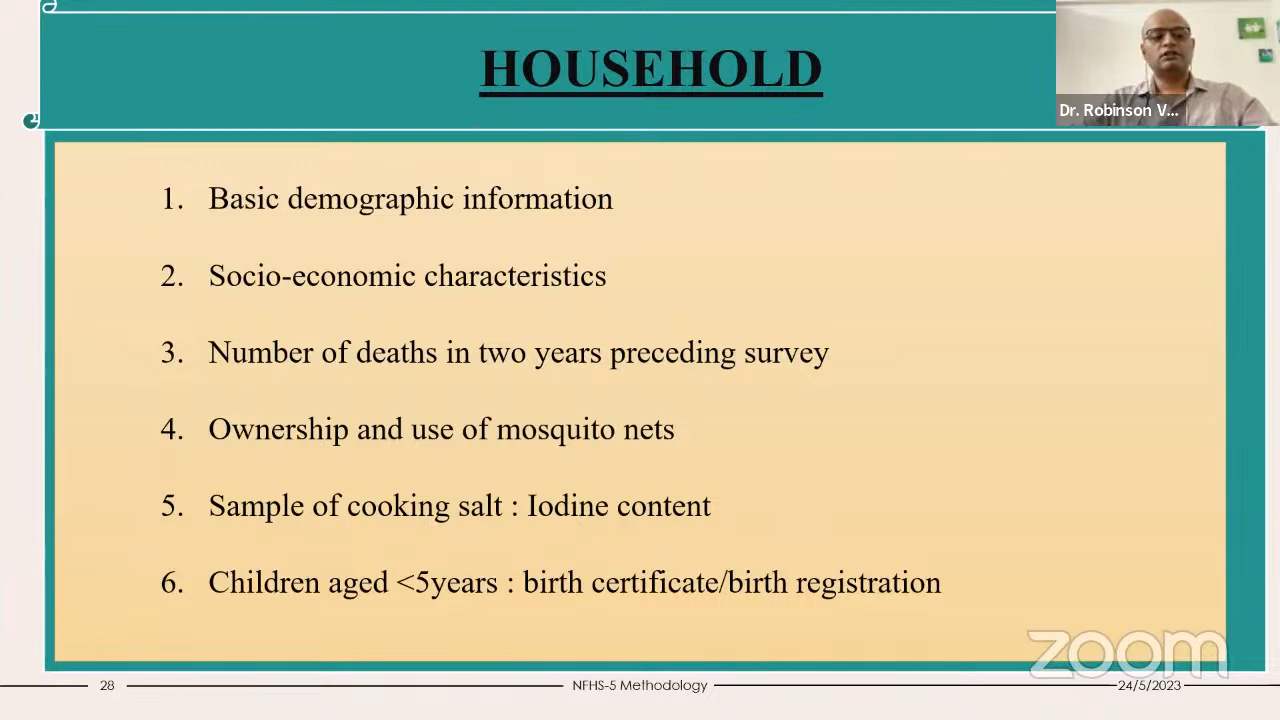 HOUSEHOLD
Dr. Robinson V...
1. Basic demographic information
2. Socio-economic characteristics
3. Number of deaths in two years preceding survey
4. Ownership and use of mosquito nets
5. Sample of cooking salt : Iodine content
6. Children aged <5years : birth certificate/birth registration
zoom
28 NFHS-5 Methodology 24/5/2023